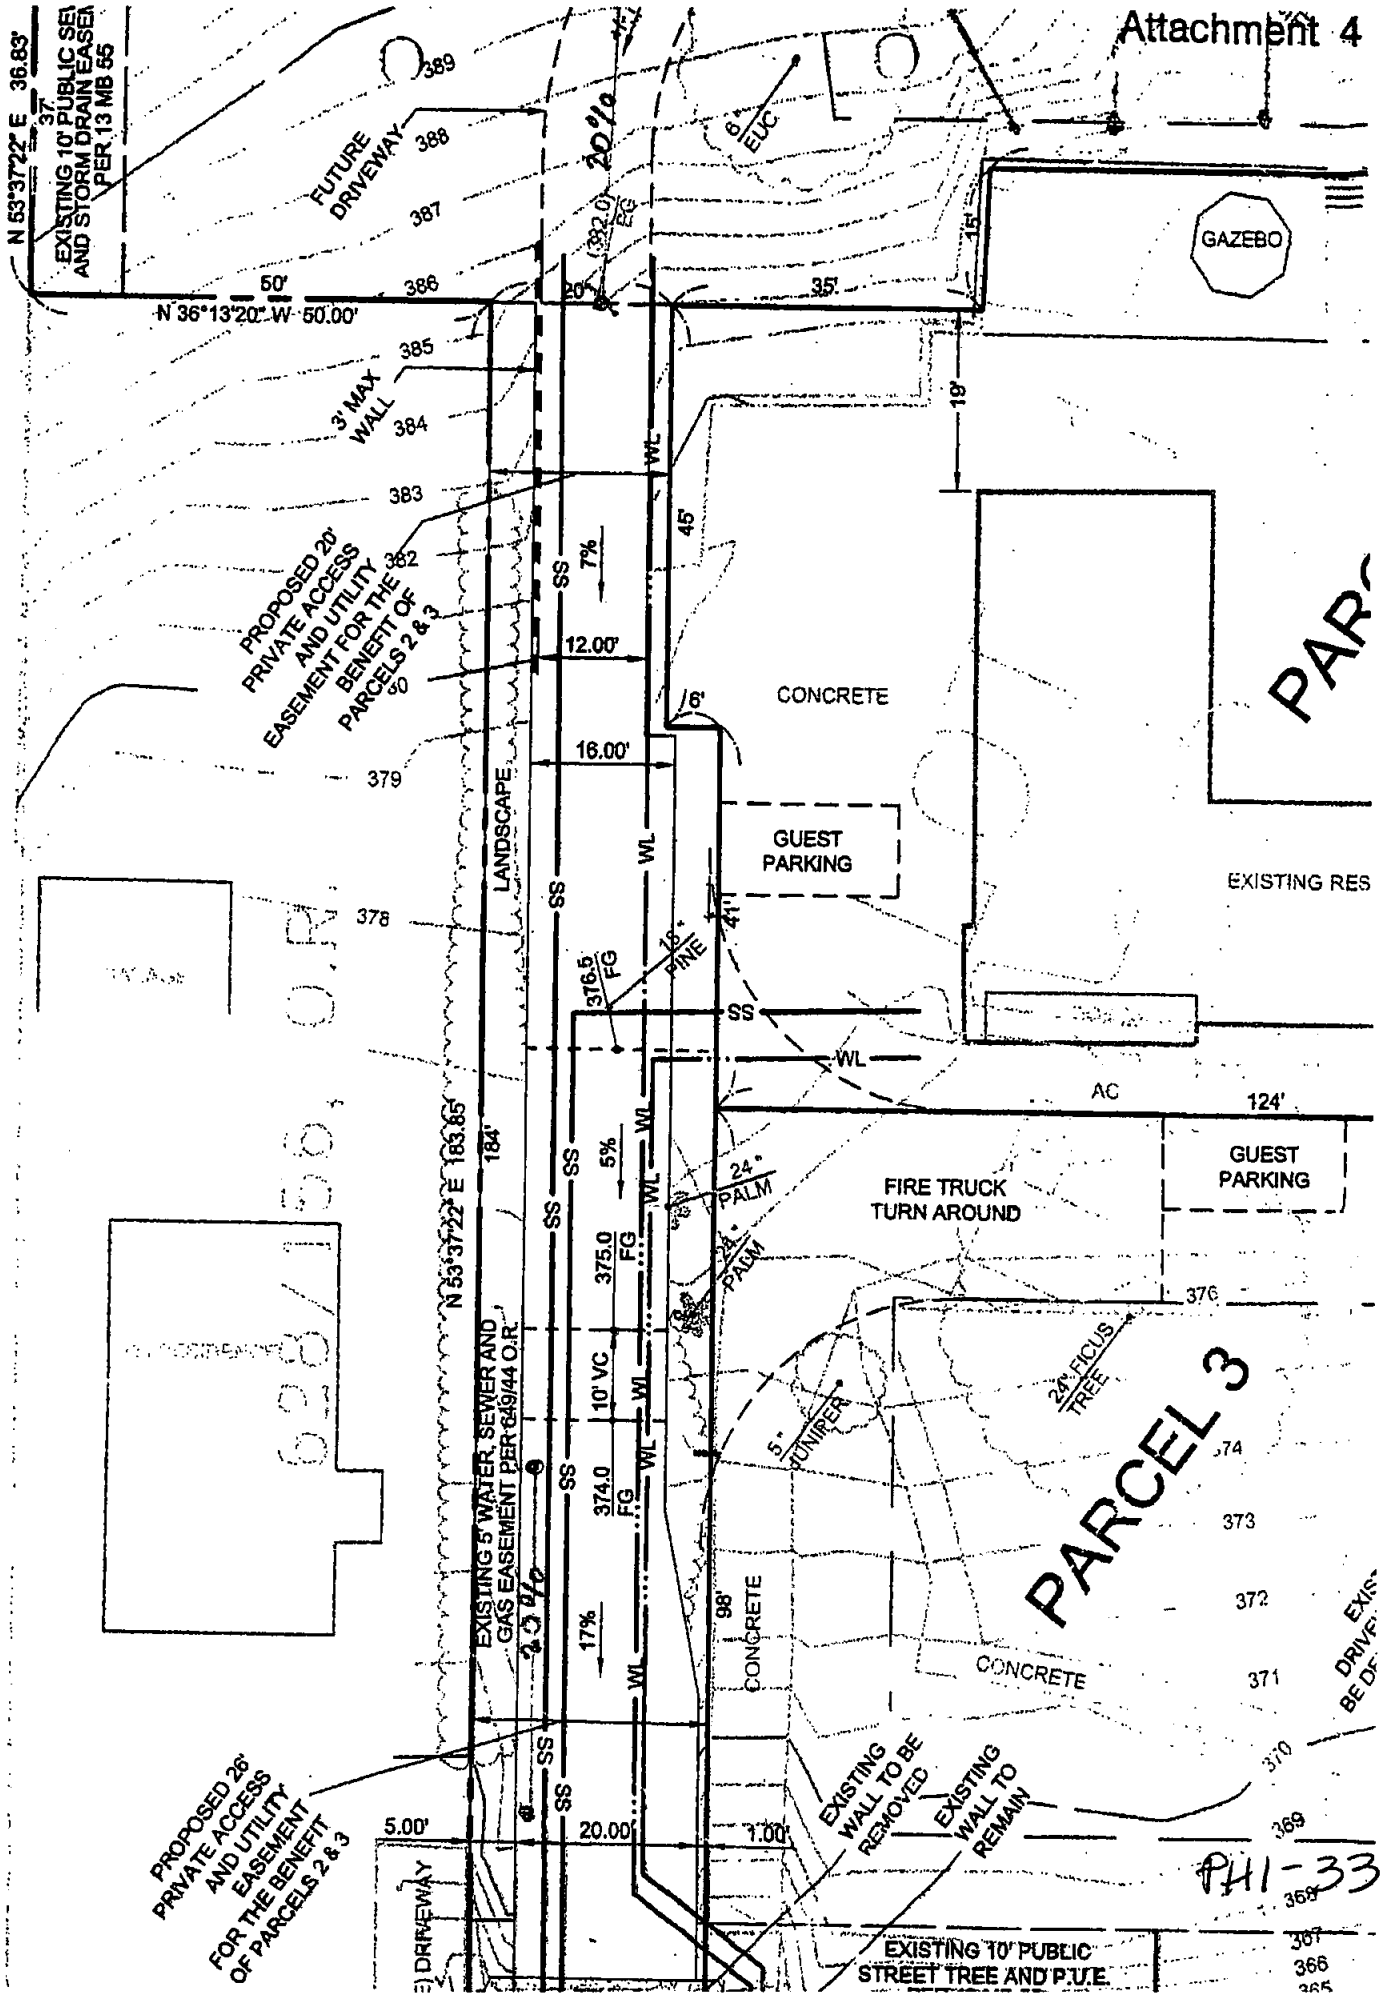 Attachment 4
N 53°37'22" E 36.83'
37'
EXISTING 10' PUBLIC
AND STORM DRAIN
PER 13 MB 55
389
388
387
386
385
384
383
382
379
378
FUTURE
DRIVEWAY
20%
(382.0)
EG
8"
EUC
15'
GAZEBO
50'
N 36°13'20" W 50.00'
20'
35'
19'
3' MAX
WALL
WL
45'
PROPOSED 20'
PRIVATE ACCESS
AND UTILITY
EASEMENT FOR THE
BENEFIT OF
PARCELS 2 & 3
SS
7%
12.00'
6'
CONCRETE
16.00'
LANDSCAPE
GUEST
PARKING
EXISTING RES
WL
SS
41'
18"
PINE
376.5
FG
SS
WL
AC
124'
O.R.
628/156,
N 53°37'22" E 183.85'
184'
SS
SS
5%
WL
WL
24"
PALM
24"
PALM
FIRE TRUCK
TURN AROUND
GUEST
PARKING
375.0
FG
376
EXISTING 5' WATER, SEWER AND
GAS EASEMENT PER 649/44 O.R.
10' VC
WL
WL
SS
374.0
FG
5"
JUNIPER
24" FICUS
TREE
PARCEL 3
374
373
372
371
370
369
368
367
366
365
20%
17%
WL
98'
CONCRETE
CONCRETE
SS
SS
PROPOSED 26'
PRIVATE ACCESS
AND UTILITY
EASEMENT
FOR THE BENEFIT
OF PARCELS 2 & 3
5.00'
20.00'
1.00'
EXISTING
WALL TO BE
REMOVED
EXISTING
WALL TO
REMAIN
PH1-33
E) DRIVEWAY
EXISTING 10' PUBLIC
STREET TREE AND P.U.E.